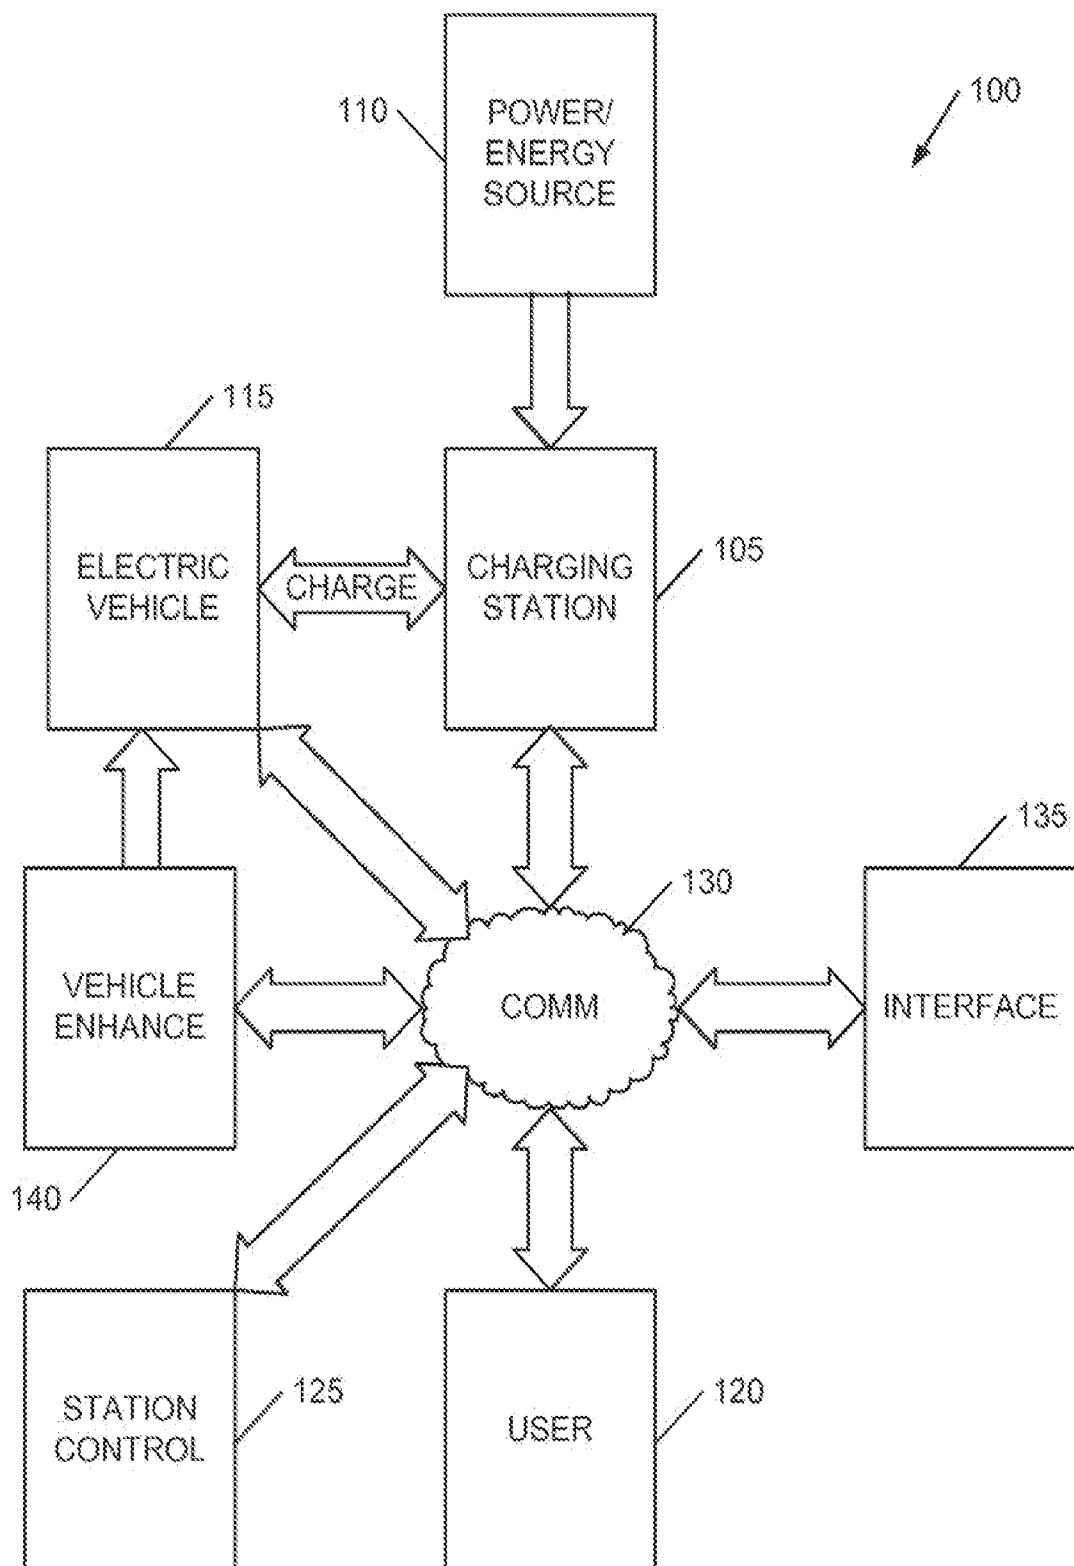 100
110
POWER/
ENERGY
SOURCE
115
ELECTRIC
VEHICLE
CHARGE
CHARGING
STATION
105
135
130
VEHICLE
ENHANCE
COMM
INTERFACE
140
STATION
CONTROL
125
USER
120